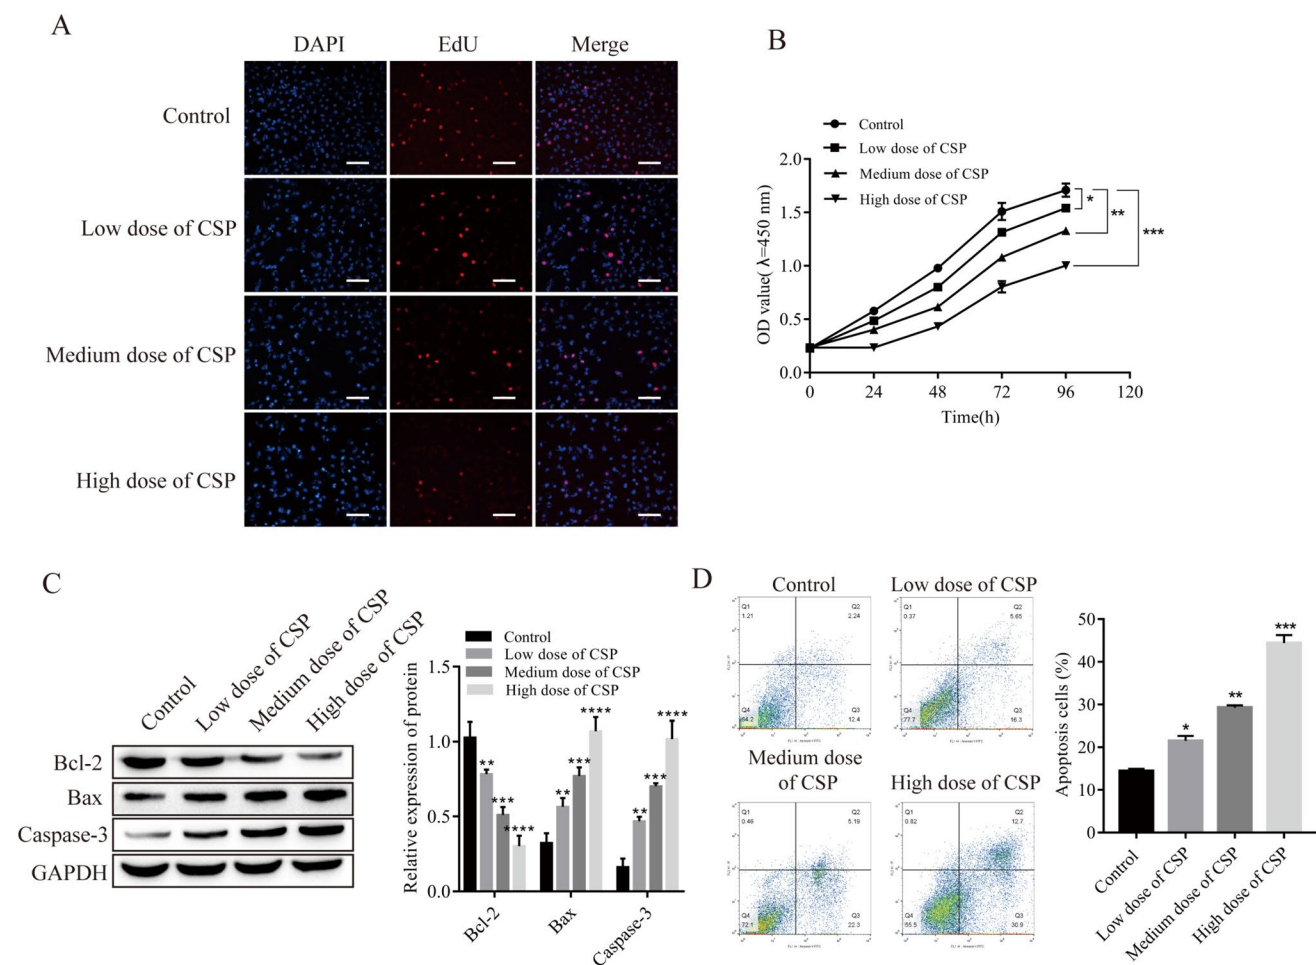 A
DAPI
EdU
Merge
Control
Low dose of CSP
Medium dose of CSP
High dose of CSP
B
Control
Low dose of CSP
Medium dose of CSP
High dose of CSP
OD value( λ=450 nm)
2.0
1.5
1.0
0.5
0.0
0
24
48
72
96
120
Time(h)
*
**
***
C
Control
Low dose of CSP
Medium dose of CSP
High dose of CSP
Bcl-2
Bax
Caspase-3
GAPDH
Control
Low dose of CSP
Medium dose of CSP
High dose of CSP
Relative expression of protein
1.5
1.0
0.5
0.0
**
***
****
**
***
****
**
***
****
Bcl-2
Bax
Caspase-3
D
Control
Q1
1.21
Q2
2.24
Q4
84.2
Q3
12.4
Low dose of CSP
Q1
0.37
Q2
5.65
Q4
77.7
Q3
16.3
Medium dose
of CSP
Q1
0.46
Q2
5.19
Q4
72.1
Q3
22.3
High dose of CSP
Q1
0.82
Q2
12.7
Q4
55.5
Q3
30.9
Apoptosis cells (%)
50
40
30
20
10
0
*
**
***
Control
Low dose of CSP
Medium dose of CSP
High dose of CSP